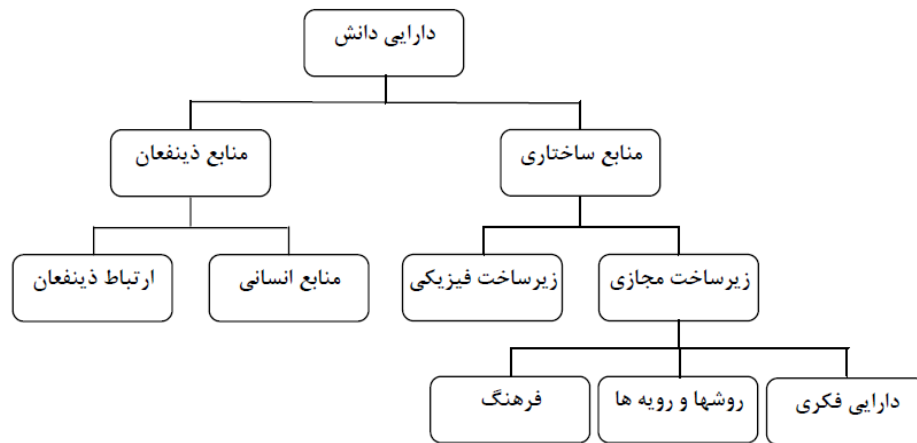 دارایی دانش
منابع ساختاری
منابع ذینفعان
زیرساخت مجازی
زیرساخت فیزیکی
منابع انسانی
ارتباط ذینفعان
دارایی فکری
روشها و رویه ها
فرهنگ